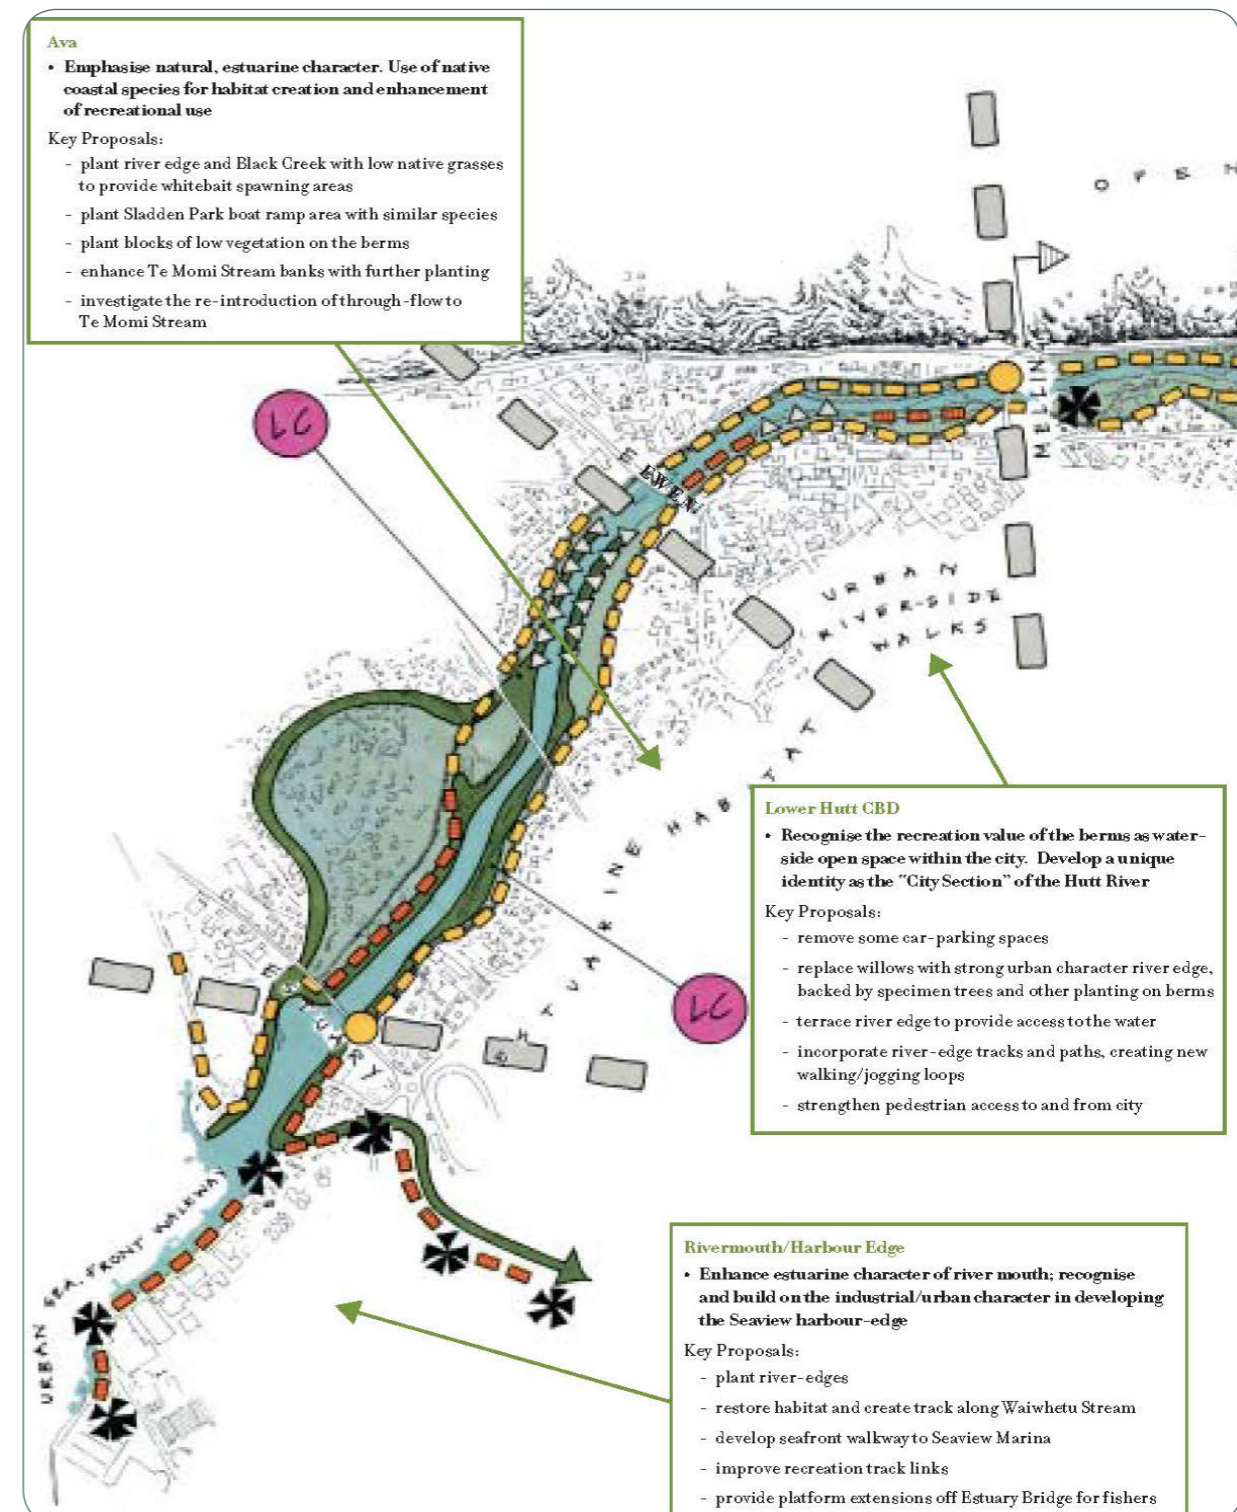 Ava
• Emphasise natural, estuarine character. Use of native
coastal species for habitat creation and enhancement
of recreational use
Key Proposals:
- plant river edge and Black Creek with low native grasses
to provide whitebait spawning areas
- plant Sladden Park boat ramp area with similar species
- plant blocks of low vegetation on the berms
- enhance Te Momi Stream banks with further planting
- investigate the re-introduction of through-flow to
Te Momi Stream
OPEN
LC
MELLING
EWEN
URBAN
RIVER-SIDE
WALKS
HABITAT
Lower Hutt CBD
• Recognise the recreation value of the berms as water-
side open space within the city. Develop a unique
identity as the "City Section" of the Hutt River
Key Proposals:
- remove some car-parking spaces
- replace willows with strong urban character river edge,
backed by specimen trees and other planting on berms
- terrace river edge to provide access to the water
- incorporate river-edge tracks and paths, creating new
walking/jogging loops
- strengthen pedestrian access to and from city
LC
URBAN SEA FRONT WALKWAY
Rivermouth/Harbour Edge
• Enhance estuarine character of river mouth; recognise
and build on the industrial/urban character in developing
the Seaview harbour-edge
Key Proposals:
- plant river-edges
- restore habitat and create track along Waiwhetu Stream
- develop seafront walkway to Seaview Marina
- improve recreation track links
- provide platform extensions off Estuary Bridge for fishers